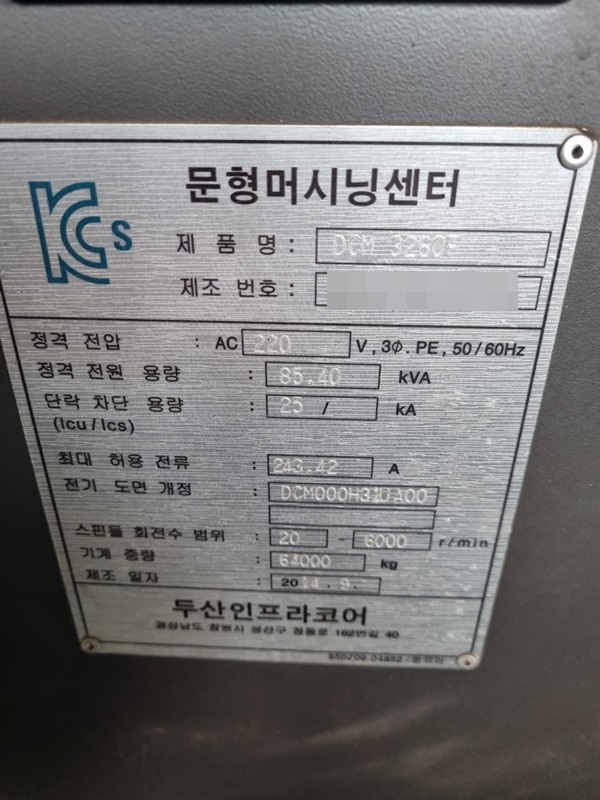 KCs
문형머시닝센터
제 품 명 : DCM 3280F
제조 번호 :
정격 전압 : AC 220 V , 3Φ. PE, 50/60Hz
정격 전원 용량 : 85.40 kVA
단락 차단 용량 : 25 / kA
(Icu/Ics)
최대 허용 전류 : 243.42 A
전기 도면 개정 : DCM000H31UA00
스핀들 회전수 범위 : 20 - 6000 r/min
기계 중량 : 64000 kg
제조 일자 : 2014.9.
두산인프라코어
경상남도 창원시 성산구 정동로 162번길 40